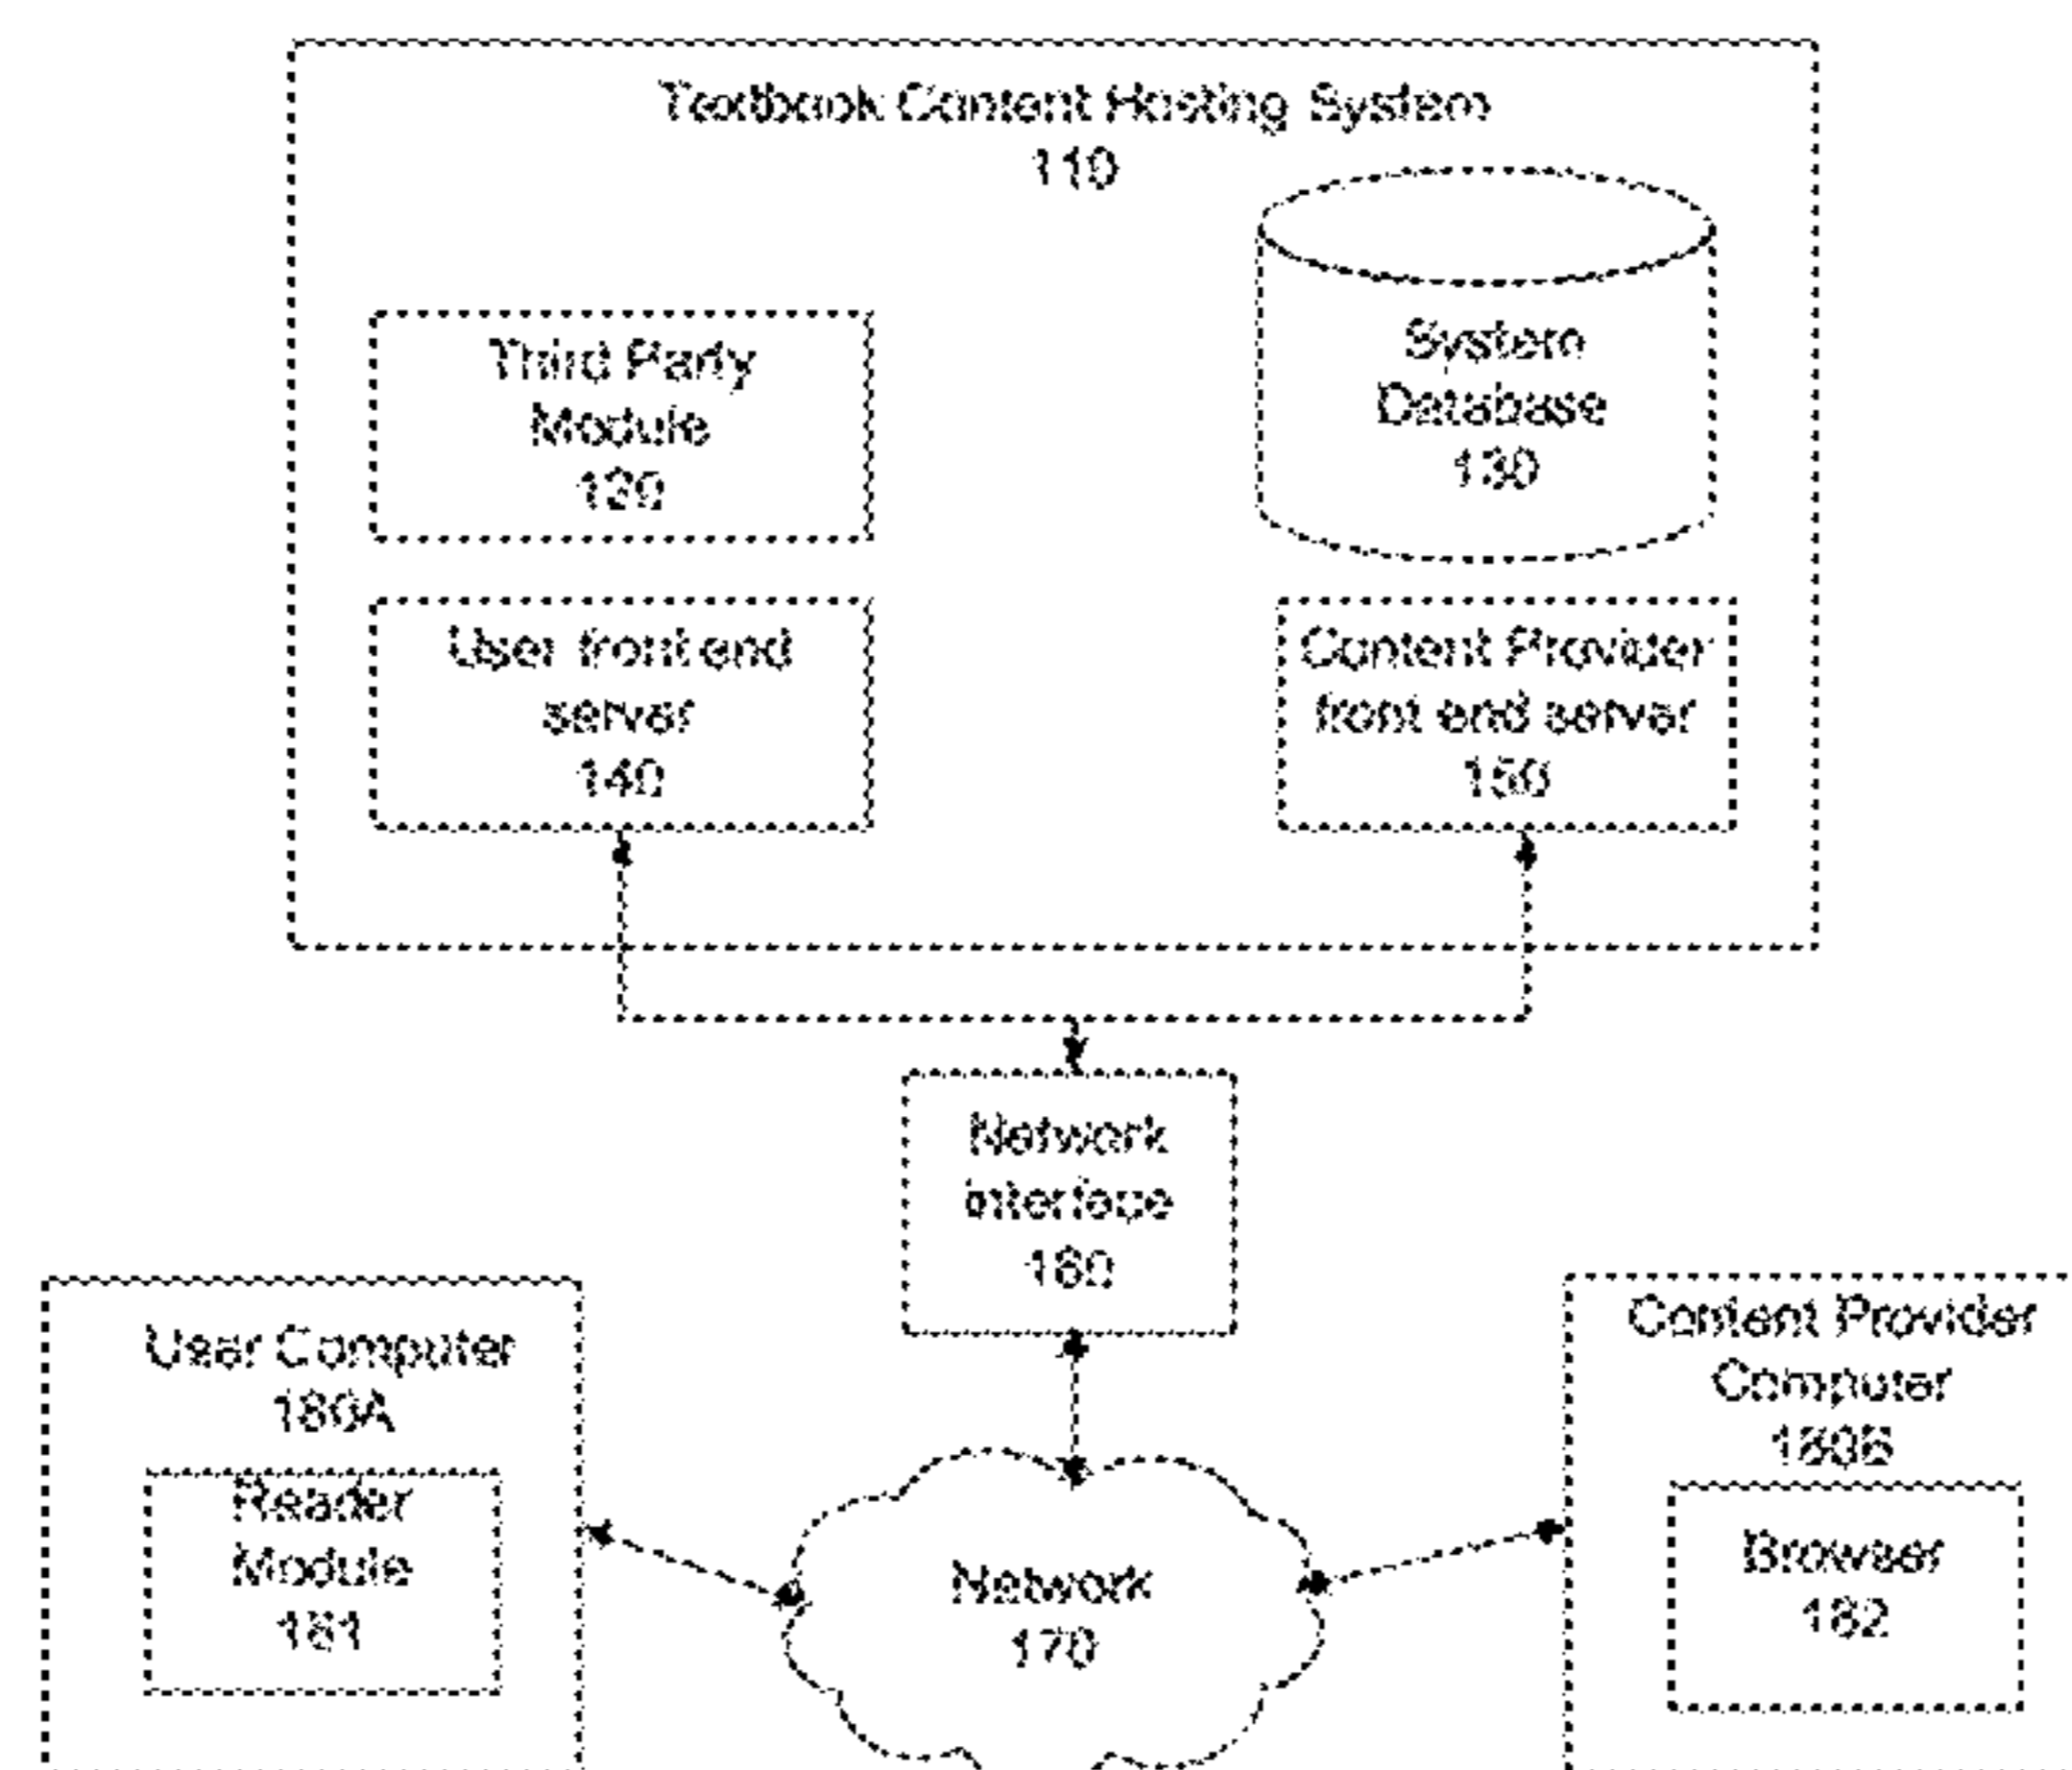 Textbook Content Hosting System
110
Third Party
Module
120
System
Database
130
User front end
server
140
Content Provider
front end server
150
Network
interface
160
User Computer
180A
Reader
Module
181
Content Provider
Computer
180B
Browser
182
Network
170